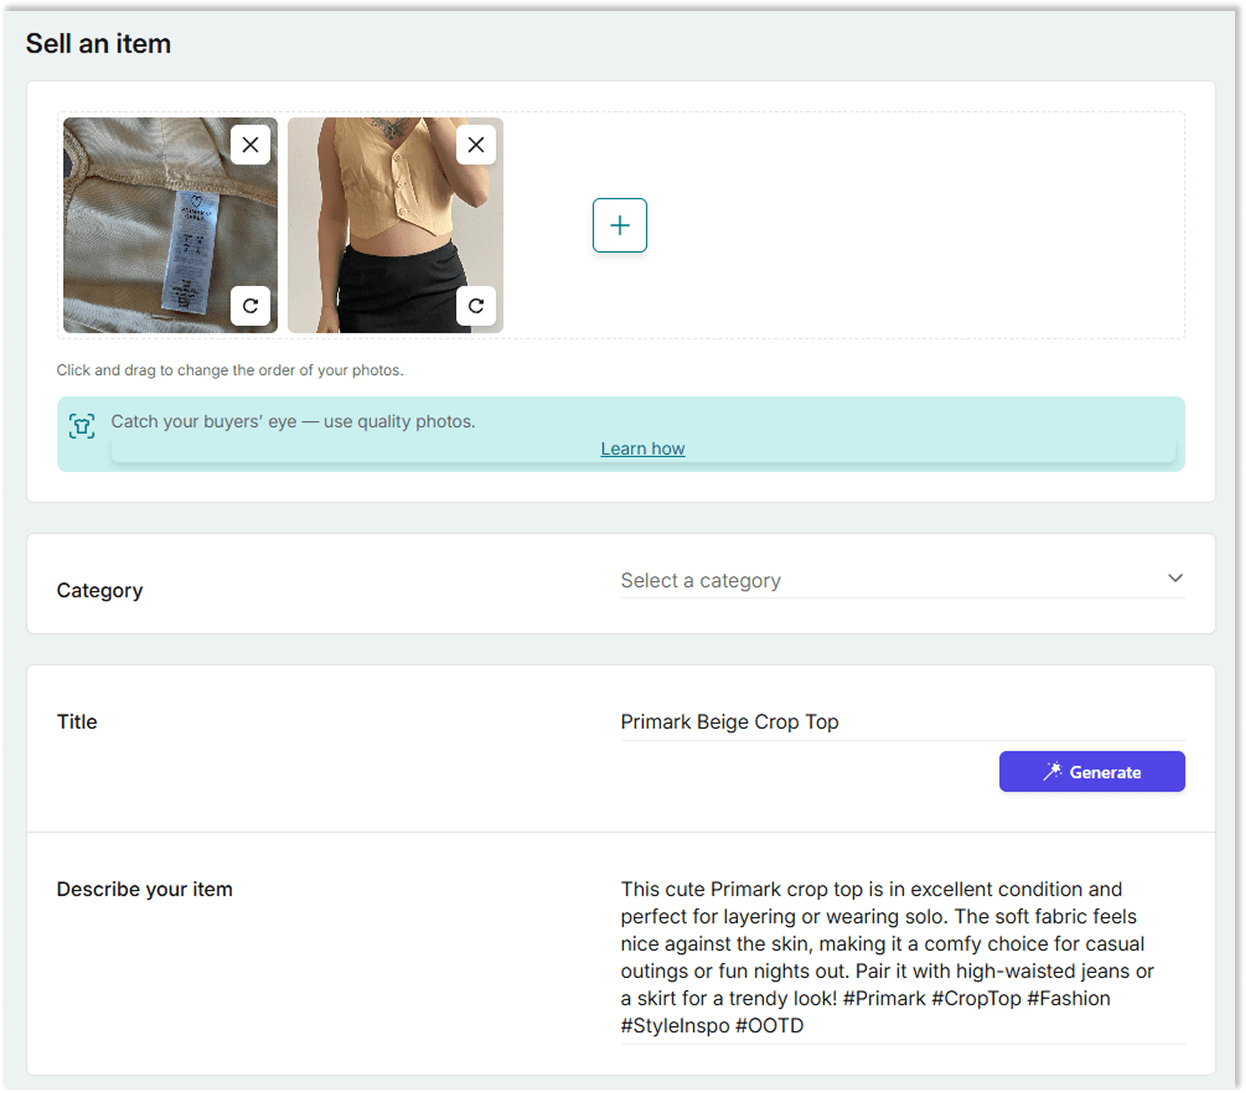 Sell an item
Click and drag to change the order of your photos.
Catch your buyers’ eye — use quality photos.
Learn how
Category
Select a category
Title
Primark Beige Crop Top
Generate
Describe your item
This cute Primark crop top is in excellent condition and
perfect for layering or wearing solo. The soft fabric feels
nice against the skin, making it a comfy choice for casual
outings or fun nights out. Pair it with high-waisted jeans or
a skirt for a trendy look! #Primark #CropTop #Fashion
#StyleInspo #OOTD